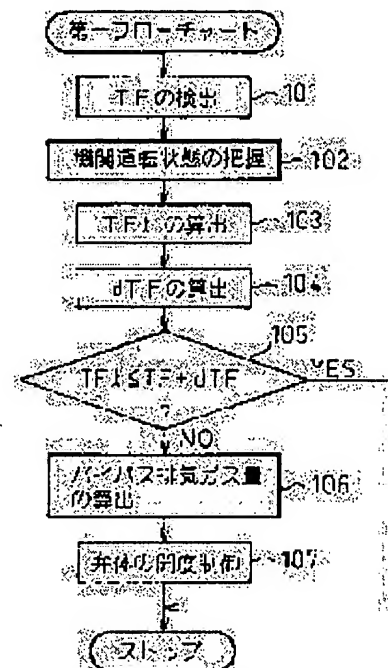 第一フローチャート
TFの検出
10
機関運転状態の把握
102
TFtの算出
103
dTFの算出
104
105
TFt≦TF+dTF
?
YES
NO
バイパス排気ガス量
の算出
106
弁体の開度制御
107
ストップ